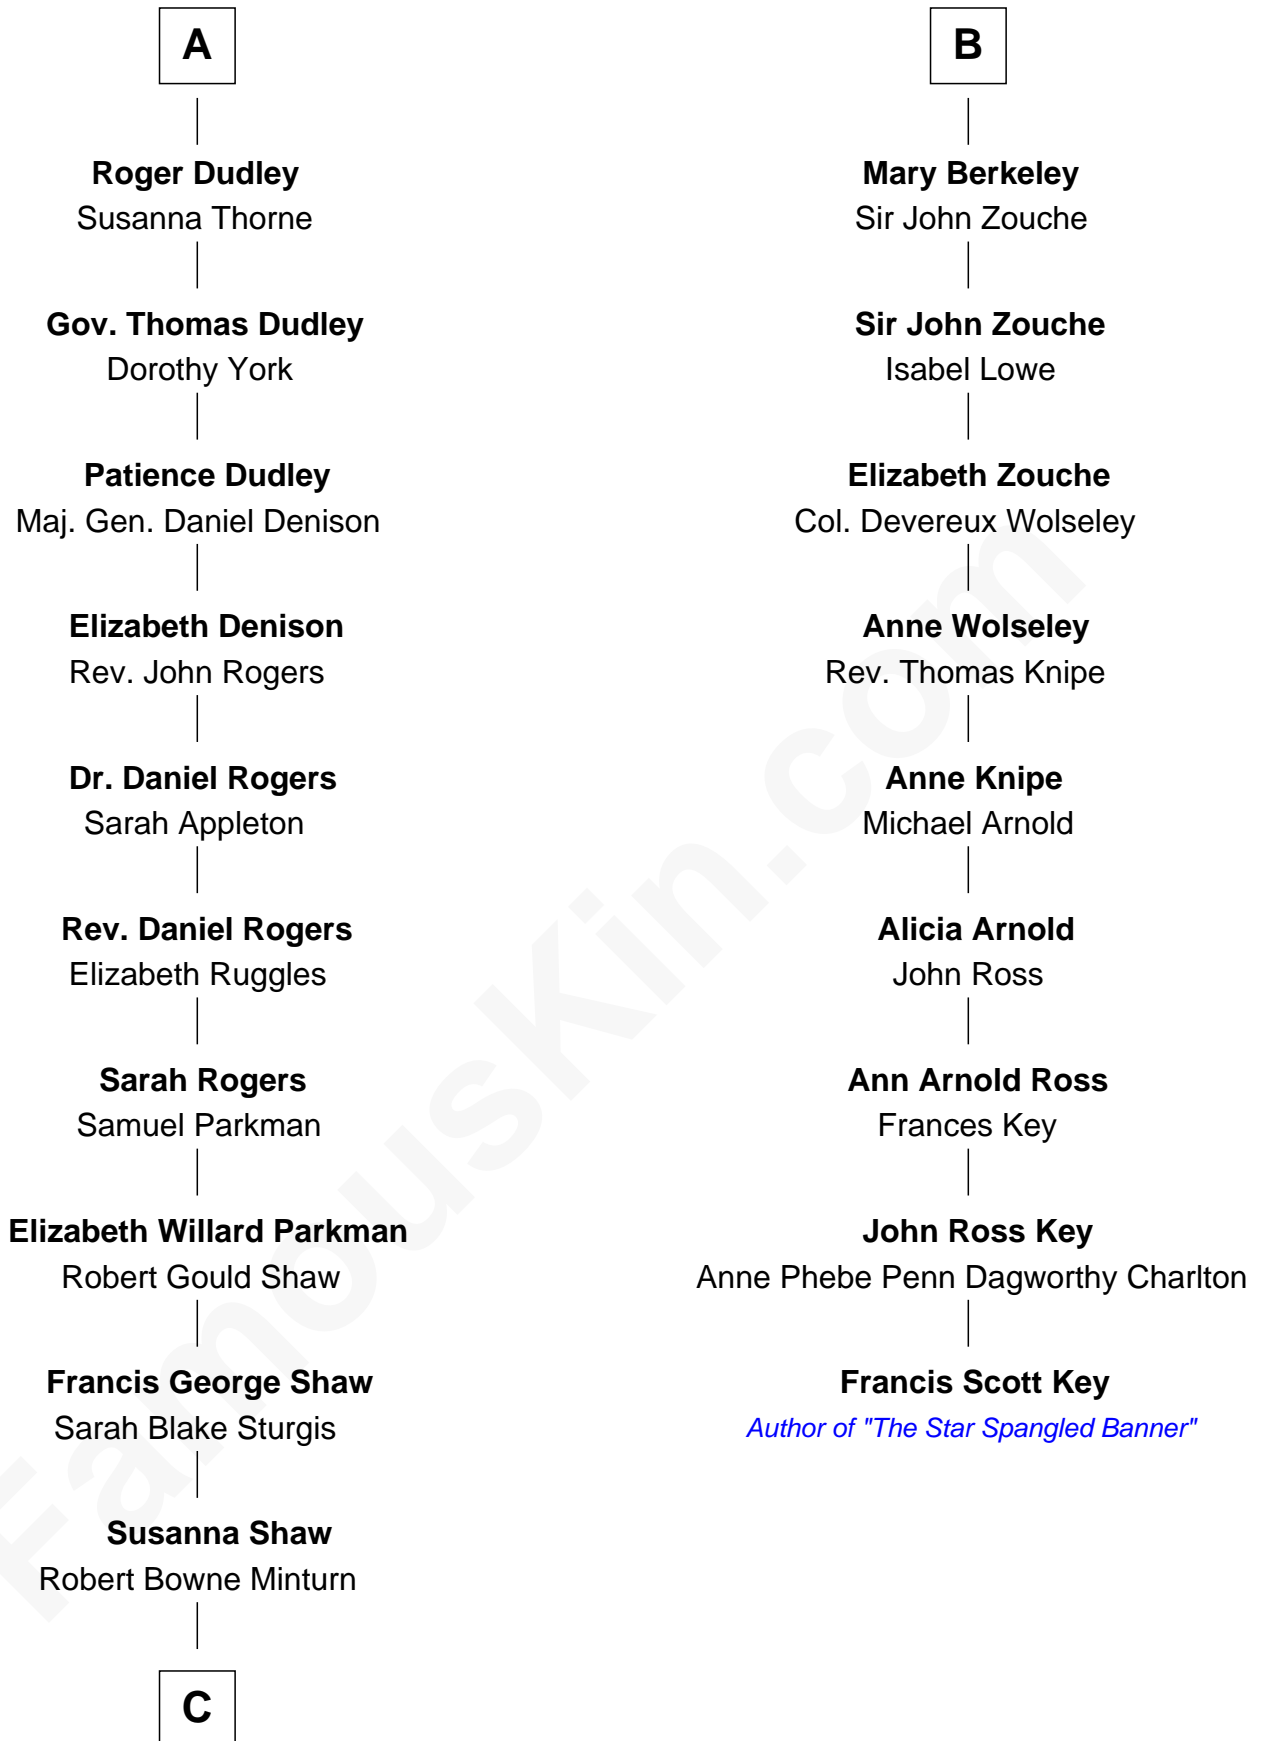 A
Roger Dudley
Susanna Thorne
Gov. Thomas Dudley
Dorothy York
Patience Dudley
Maj. Gen. Daniel Denison
Elizabeth Denison
Rev. John Rogers
Dr. Daniel Rogers
Sarah Appleton
Rev. Daniel Rogers
Elizabeth Ruggles
Sarah Rogers
Samuel Parkman
Elizabeth Willard Parkman
Robert Gould Shaw
Francis George Shaw
Sarah Blake Sturgis
Susanna Shaw
Robert Bowne Minturn
C
B
Mary Berkeley
Sir John Zouche
Sir John Zouche
Isabel Lowe
Elizabeth Zouche
Col. Devereux Wolseley
Anne Wolseley
Rev. Thomas Knipe
Anne Knipe
Michael Arnold
Alicia Arnold
John Ross
Ann Arnold Ross
Frances Key
John Ross Key
Anne Phebe Penn Dagworthy Charlton
Francis Scott Key
Author of "The Star Spangled Banner"
FamousKin.com